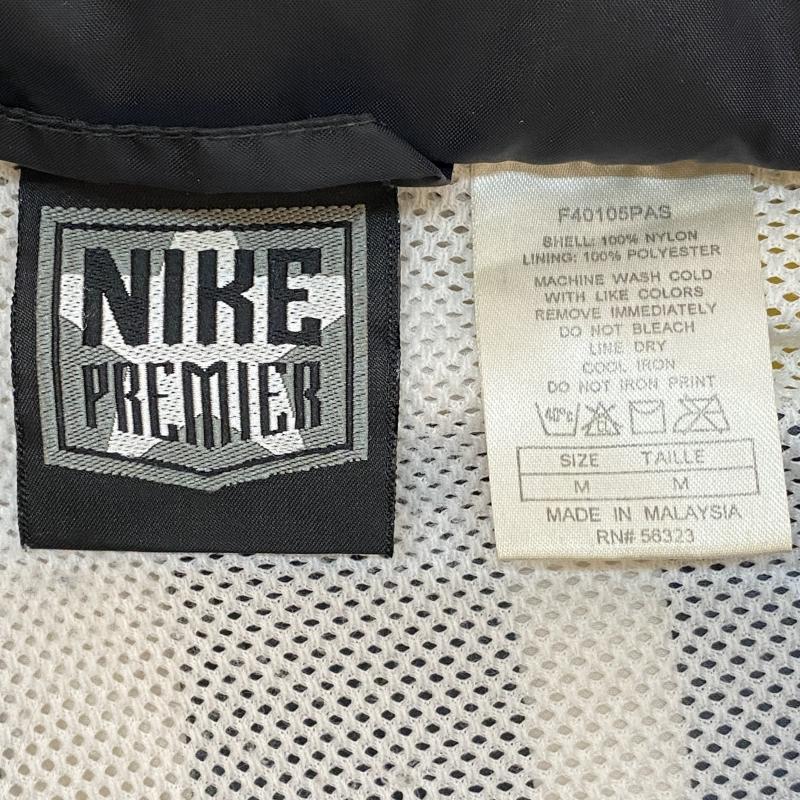 NIKE
PREMIER
F40105PAS
SHELL: 100% NYLON
LINING: 100% POLYESTER
MACHINE WASH COLD
WITH LIKE COLORS
REMOVE IMMEDIATELY
DO NOT BLEACH
LINE DRY
COOL IRON
DO NOT IRON PRINT
40°c
SIZE TAILLE
M M
MADE IN MALAYSIA
RN# 56323